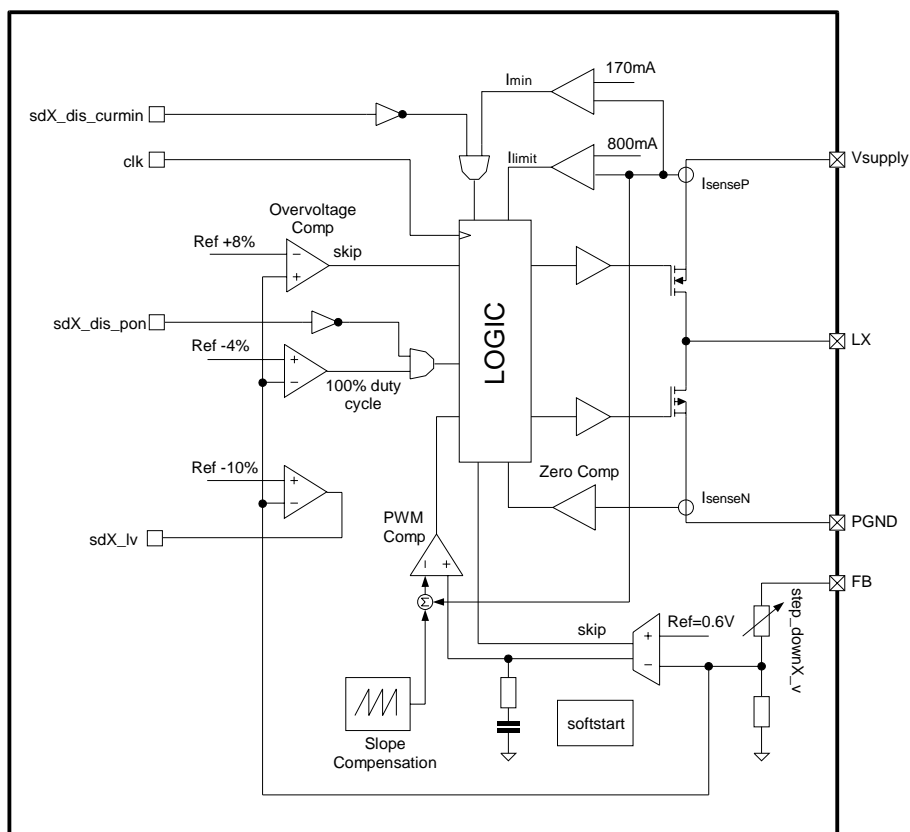 170mA
Imin
sdX_dis_curmin
800mA
clk
Ilimit
Vsupply
IsenseP
Overvoltage
Comp
Ref +8%
skip
−
+
sdX_dis_pon
LOGIC
LX
Ref -4%
+
−
100% duty
cycle
Ref -10%
+
−
Zero Comp
IsenseN
PWM
Comp
PGND
sdX_lv
− +
FB
Σ
step_downX_v
Ref=0.6V
skip
+
−
softstart
Slope
Compensation